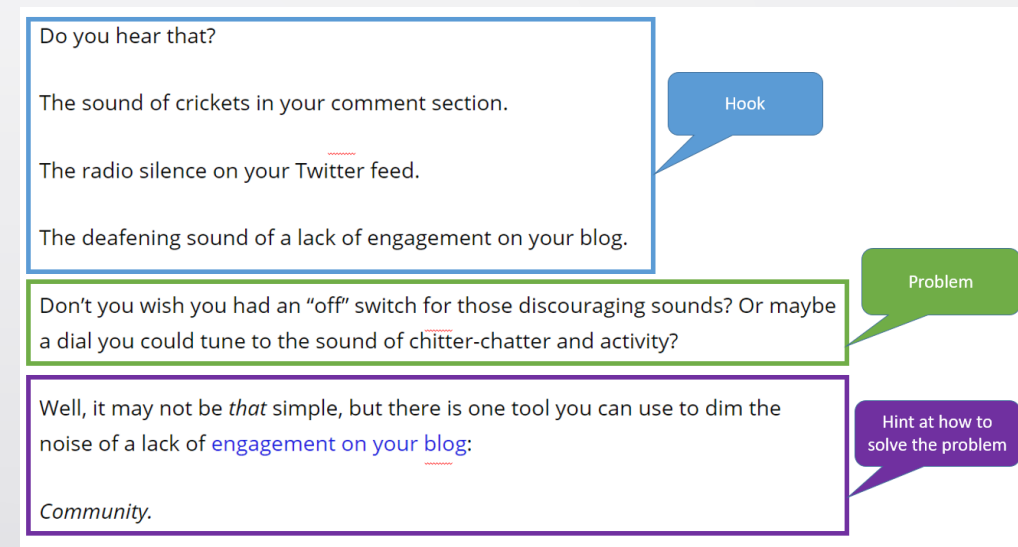 Do you hear that?
The sound of crickets in your comment section.
Hook
The radio silence on your Twitter feed.
The deafening sound of a lack of engagement on your blog.
Problem
Don’t you wish you had an “off” switch for those discouraging sounds? Or maybe
a dial you could tune to the sound of chitter-chatter and activity?
Well, it may not be that simple, but there is one tool you can use to dim the
noise of a lack of engagement on your blog:
Hint at how to
solve the problem
Community.